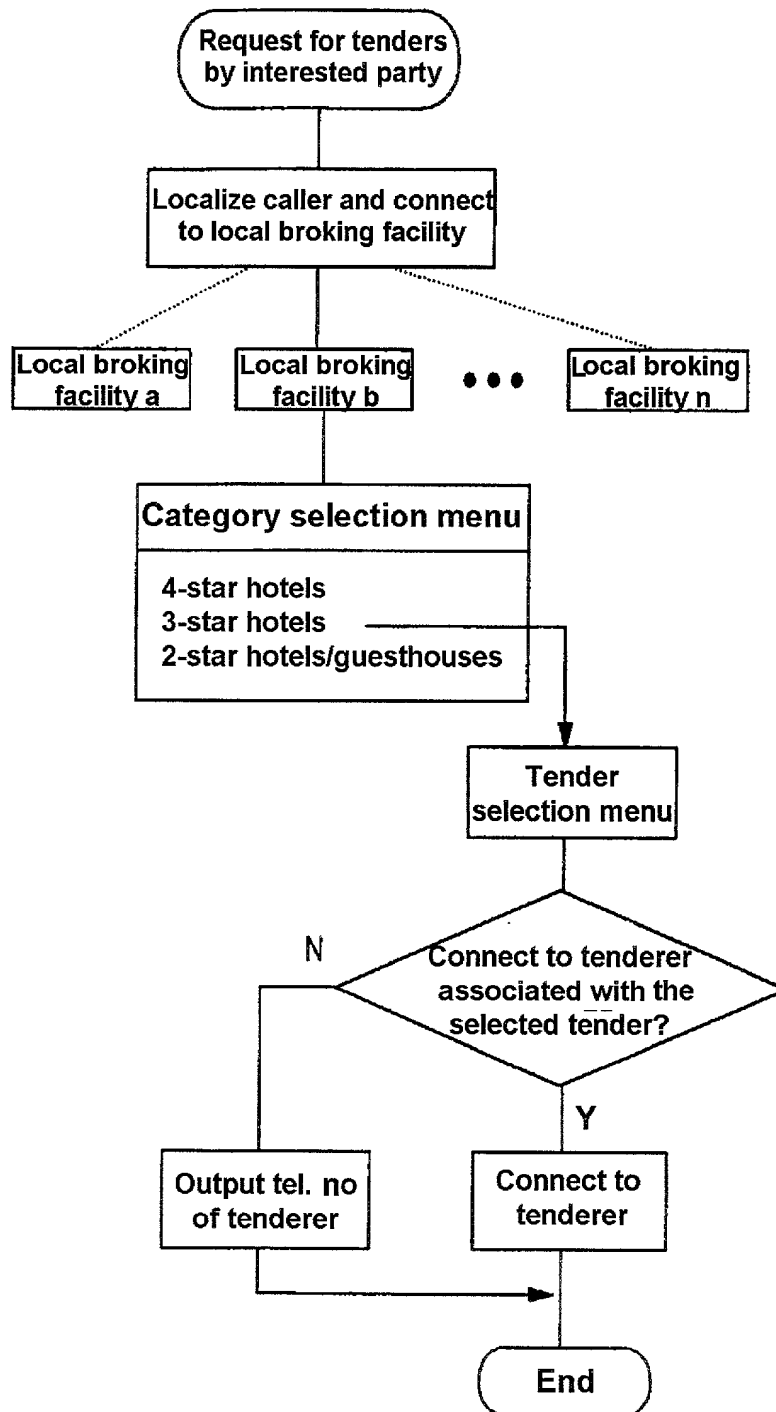 Request for tenders
by interested party
Localize caller and connect
to local broking facility
Local broking
facility a
Local broking
facility b
Local broking
facility n
Category selection menu
4-star hotels
3-star hotels
2-star hotels/guesthouses
Tender
selection menu
Connect to tenderer
associated with the
selected tender?
N
Y
Output tel. no
of tenderer
Connect to
tenderer
End